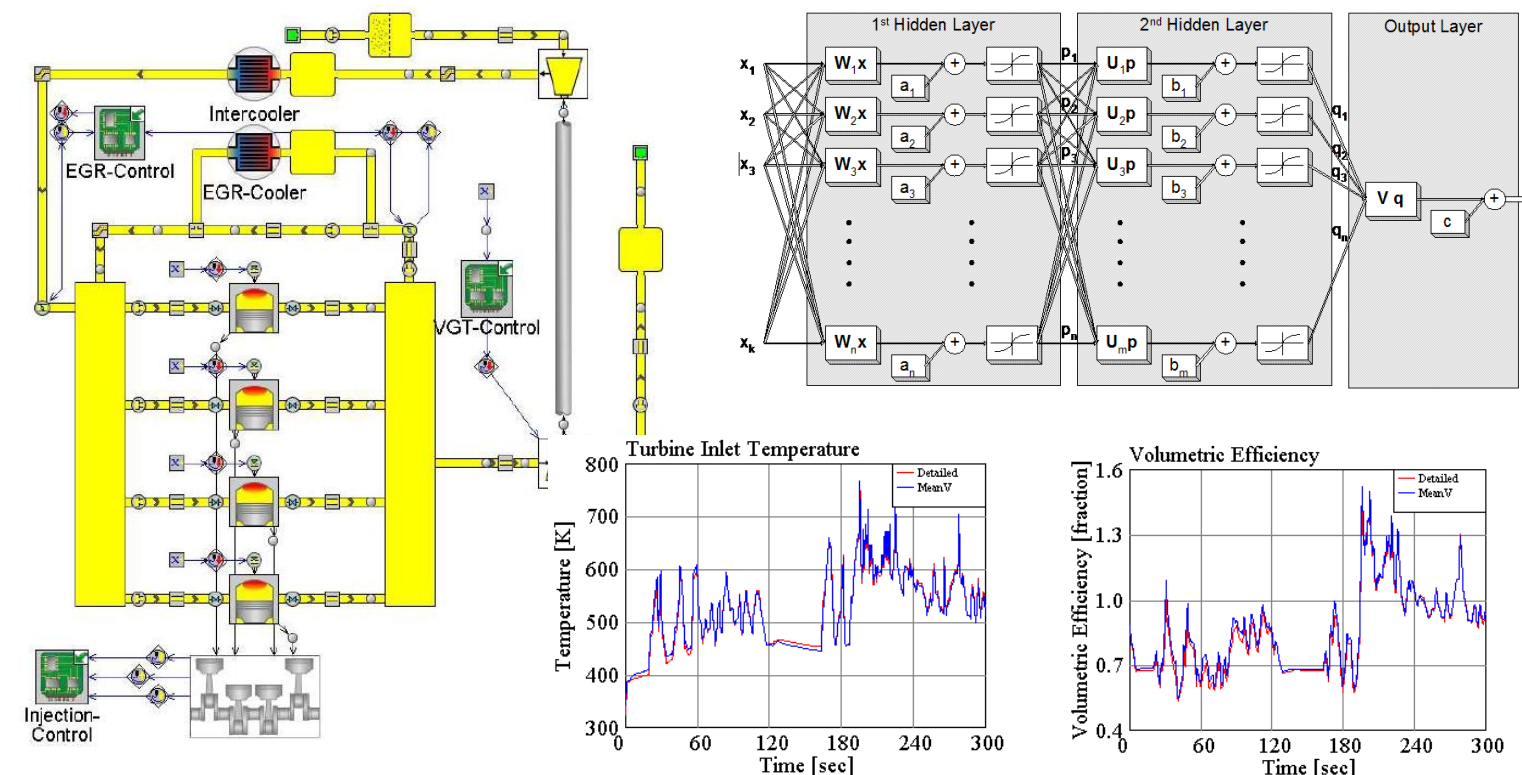 Intercooler
EGR-Control
EGR-Cooler
x
VGT-Control
x
x
x
x
Injection-
Control
1st Hidden Layer
2nd Hidden Layer
Output Layer
x1
W1x
a1
+
p1
U1p
b1
+
q1
x2
W2x
a2
+
p2
U2p
b2
+
q2
x3
W3x
a3
+
p3
U3p
b3
+
q3
V q
c
+
qn
xk
Wnx
an
+
pn
Ump
bm
+
Turbine Inlet Temperature
Detailed
MeanV
Temperature [K]
800
700
600
500
400
300
0
60
120
180
240
300
Time [sec]
Volumetric Efficiency
Detailed
MeanV
Volumetric Efficiency [fraction]
1.6
1.3
1.0
0.7
0.4
0
60
120
180
240
300
Time [sec]